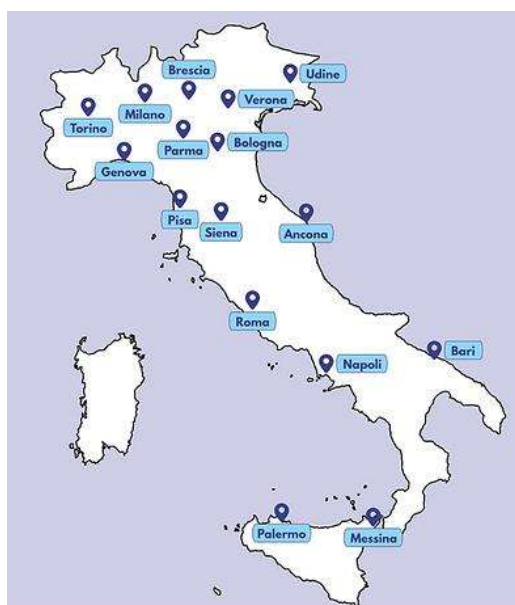 Brescia
Udine
Verona
Milano
Torino
Parma
Bologna
Genova
Pisa
Siena
Ancona
Roma
Bari
Napoli
Palermo
Messina